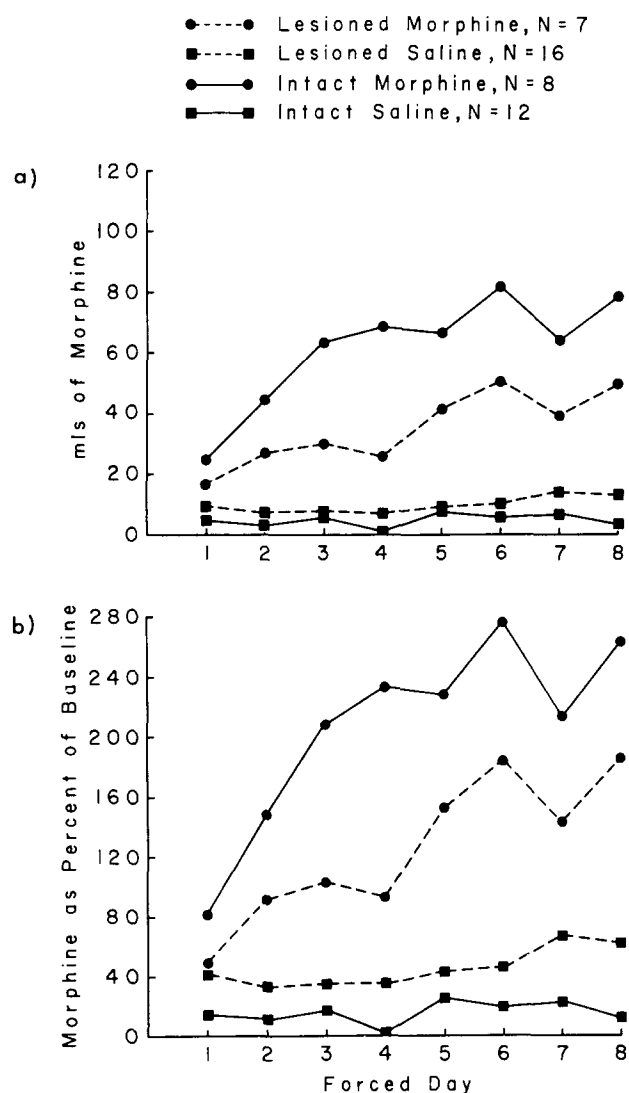 Lesioned Morphine, N=7
Lesioned Saline, N=16
Intact Morphine, N=8
Intact Saline, N=12
a)
mls of Morphine
120
100
80
60
40
20
0
1 2 3 4 5 6 7 8
b)
Morphine as Percent of Baseline
280
240
200
160
120
80
40
0
1 2 3 4 5 6 7 8
Forced Day